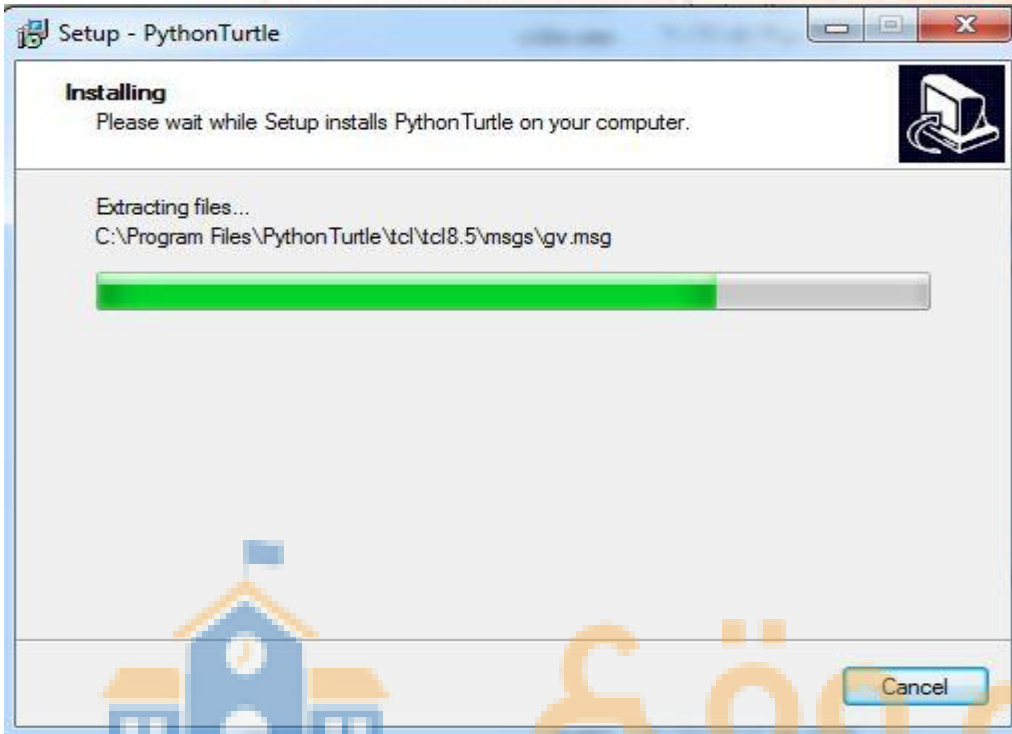 Setup - PythonTurtle
Installing
Please wait while Setup installs PythonTurtle on your computer.
Extracting files...
C:\Program Files\PythonTurtle\tcl\tcl8.5\msgs\gv.msg
Cancel